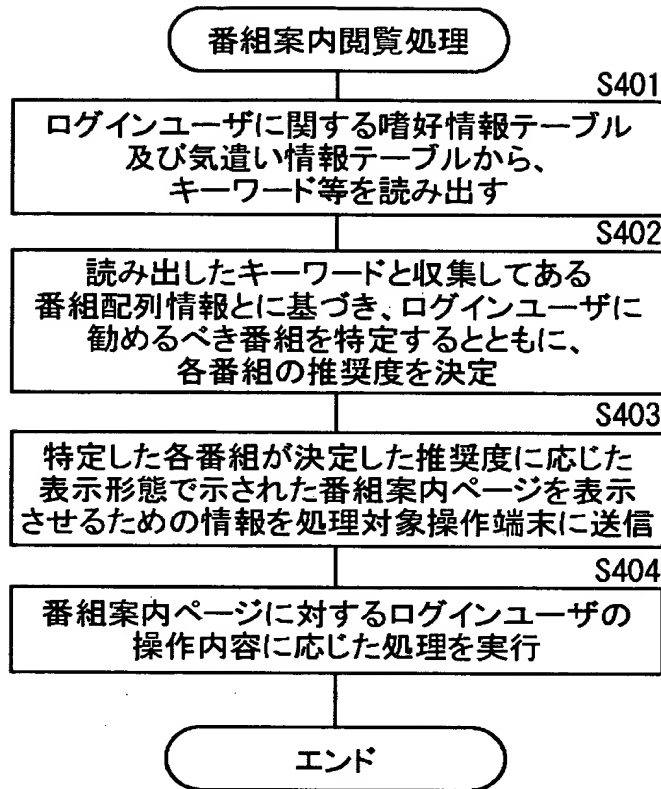 番組案内閲覧処理
S401
ログインユーザに関する嗜好情報テーブル
及び気遣い情報テーブルから、
キーワード等を読み出す
S402
読み出したキーワードと収集してある
番組配列情報とに基づき、ログインユーザに
勧めるべき番組を特定するとともに、
各番組の推奨度を決定
S403
特定した各番組が決定した推奨度に応じた
表示形態で示された番組案内ページを表示
させるための情報を処理対象操作端末に送信
S404
番組案内ページに対するログインユーザの
操作内容に応じた処理を実行
エンド